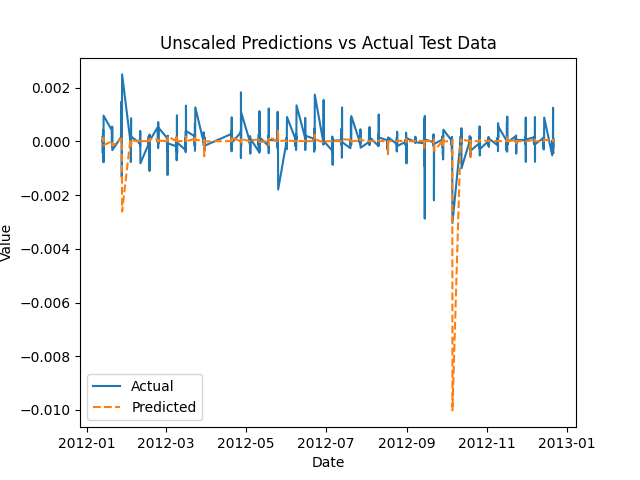 Unscaled Predictions vs Actual Test Data
0.002
0.000
−0.002
−0.004
−0.006
−0.008
−0.010
Value
Actual
Predicted
2012-01 2012-03 2012-05 2012-07 2012-09 2012-11 2013-01
Date